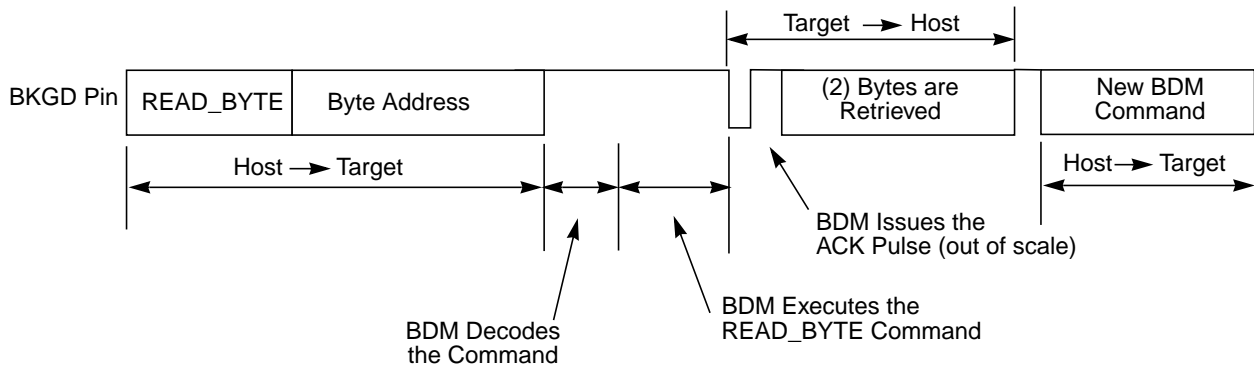 Target → Host
BKGD Pin
READ_BYTE
Byte Address
(2) Bytes are
Retrieved
New BDM
Command
Host → Target
Host → Target
BDM Issues the
ACK Pulse (out of scale)
BDM Decodes
the Command
BDM Executes the
READ_BYTE Command